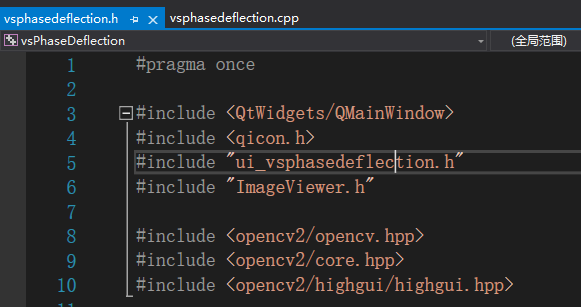 vsphasedeflection.h
vsphasedeflection.cpp
vsPhaseDeflection
(全局范围)
1 #pragma once
2
3 #include <QtWidgets/QMainWindow>
4 #include <qicon.h>
5 #include "ui_vsphasedeflection.h"
6 #include "ImageViewer.h"
7
8 #include <opencv2/opencv.hpp>
9 #include <opencv2/core.hpp>
10 #include <opencv2/highgui/highgui.hpp>